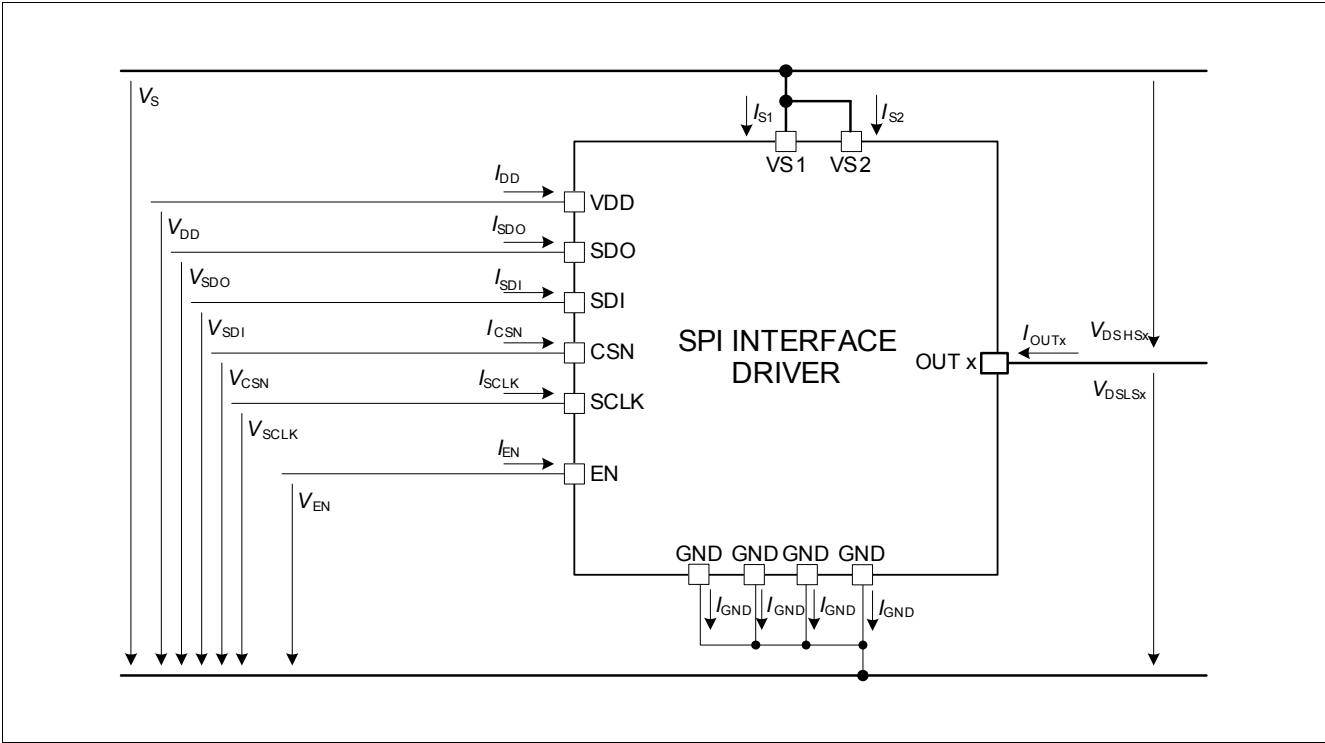 VS
IS1
IS2
VS1
VS2
IDD
VDD
VDD
ISDO
SDO
VSDO
ISDI
SDI
VSDI
ICSN
CSN
VCSN
ISCLK
SCLK
VSCLK
IEN
EN
VEN
SPI INTERFACE
DRIVER
OUT x
IOUTx
VDSHSx
VDSLSx
GND GND GND GND
IGND IGND IGND IGND